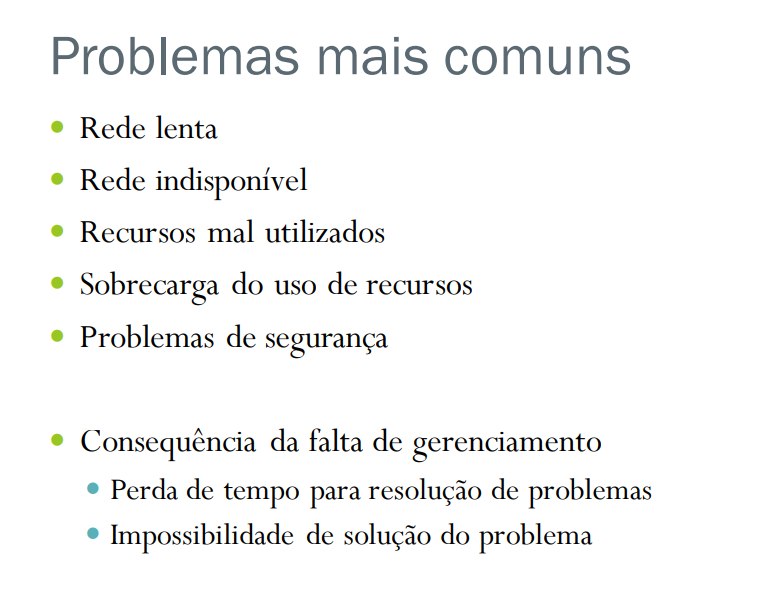 Problemas mais comuns
Rede lenta
Rede indisponível
Recursos mal utilizados
Sobrecarga do uso de recursos
Problemas de segurança
Consequência da falta de gerenciamento
Perda de tempo para resolução de problemas
Impossibilidade de solução do problema